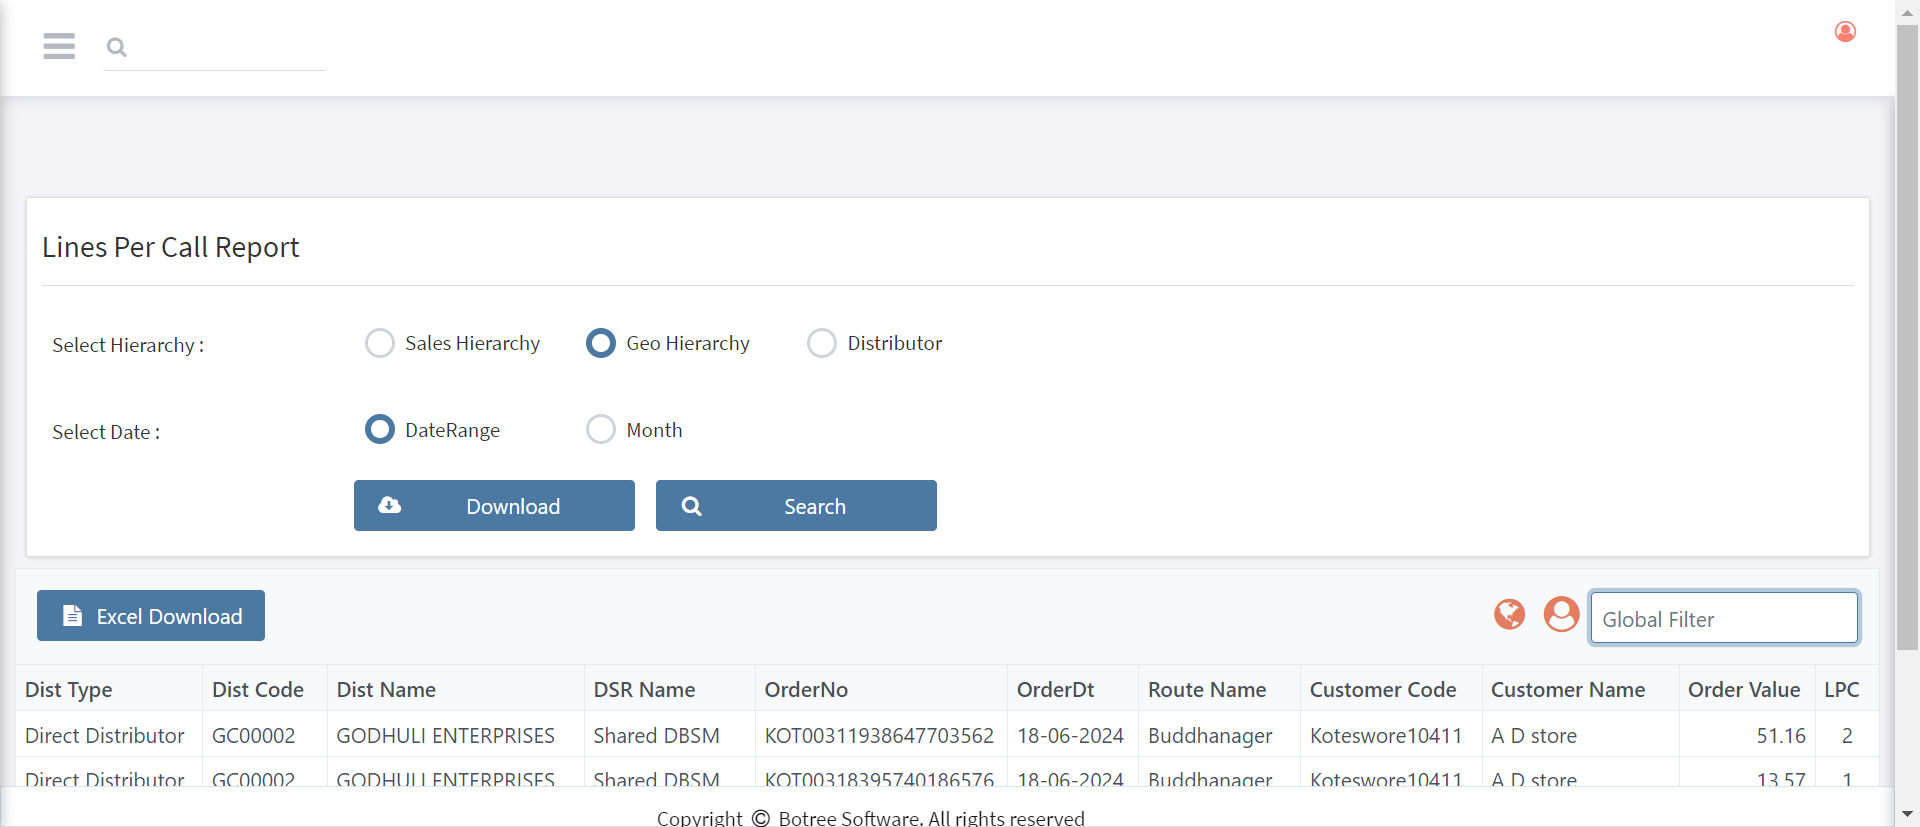 Lines Per Call Report
Select Hierarchy : Sales Hierarchy Geo Hierarchy Distributor
Select Date : DateRange Month
Download Search
Excel Download Global Filter
Dist Type Dist Code Dist Name DSR Name OrderNo OrderDt Route Name Customer Code Customer Name Order Value LPC
Direct Distributor GC00002 GODHULI ENTERPRISES Shared DBSM KOT00311938647703562 18-06-2024 Buddhanager Koteswore10411 A D store 51.16 2
Direct Distributor GC00002 GODHULI ENTERPRISES Shared DBSM KOT00318395740186576 18-06-2024 Buddhanager Koteswore10411 A D store 13.57 1
Copyright © Botree Software. All rights reserved